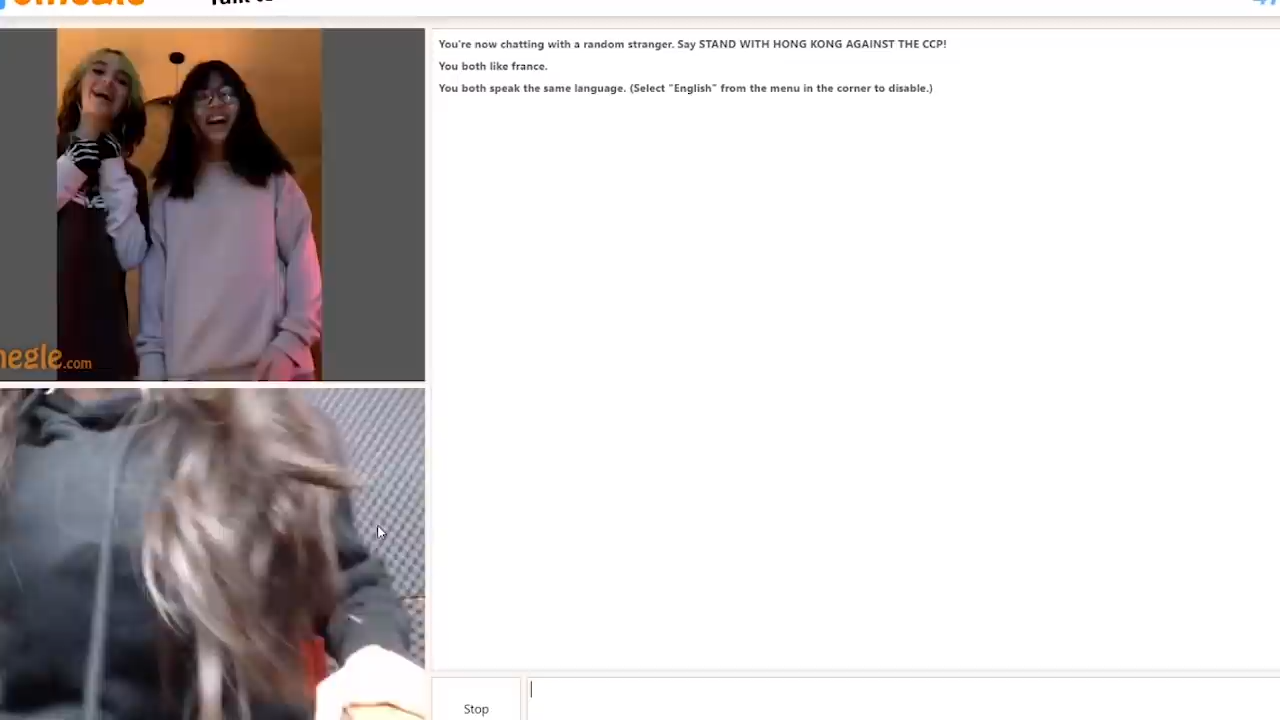 You're now chatting with a random stranger. Say STAND WITH HONG KONG AGAINST THE CCP!
You both like france.
You both speak the same language. (Select "English" from the menu in the corner to disable.)
negle.com
Stop